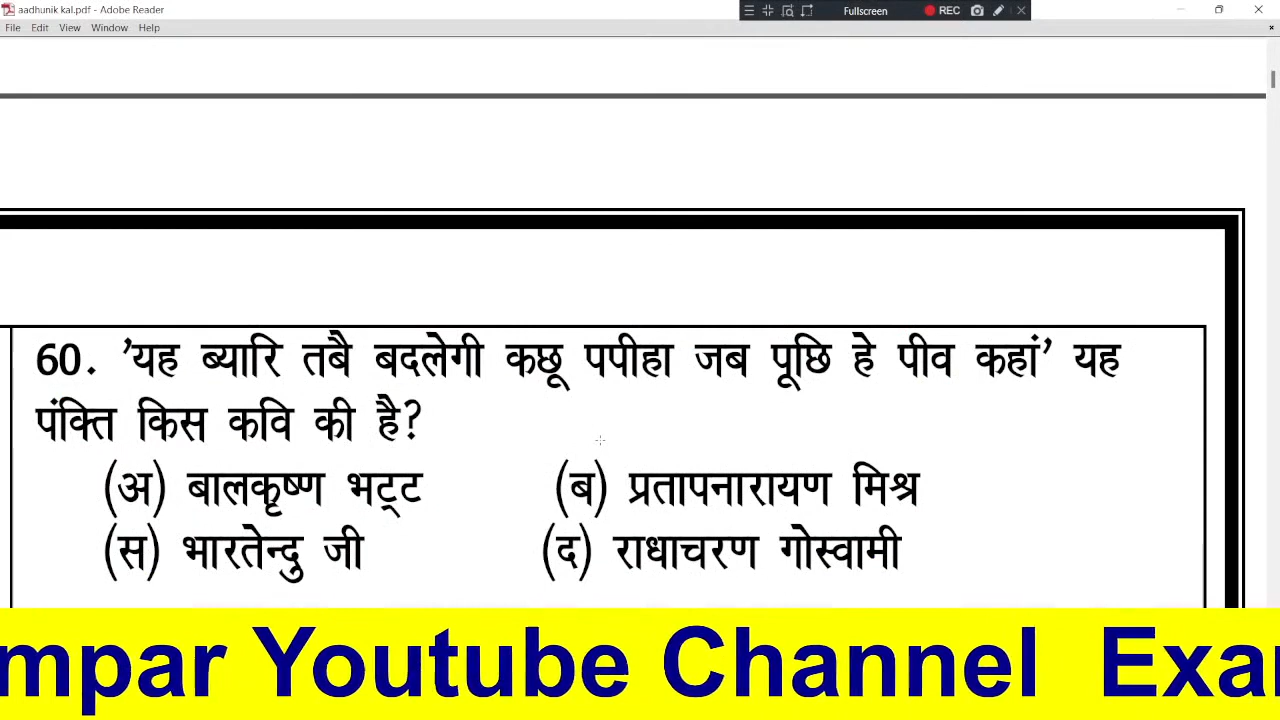 aadhunik kal.pdf - Adobe Reader
Fullscreen
REC
File Edit View Window Help
60. 'यह ब्यारि तबै बदलेगी कछू पपीहा जब पूछि हे पीव कहां' यह
पंक्ति किस कवि की है?
(अ) बालकृष्ण भट्ट (ब) प्रतापनारायण मिश्र
(स) भारतेन्दु जी (द) राधाचरण गोस्वामी
mpar Youtube Channel Exa